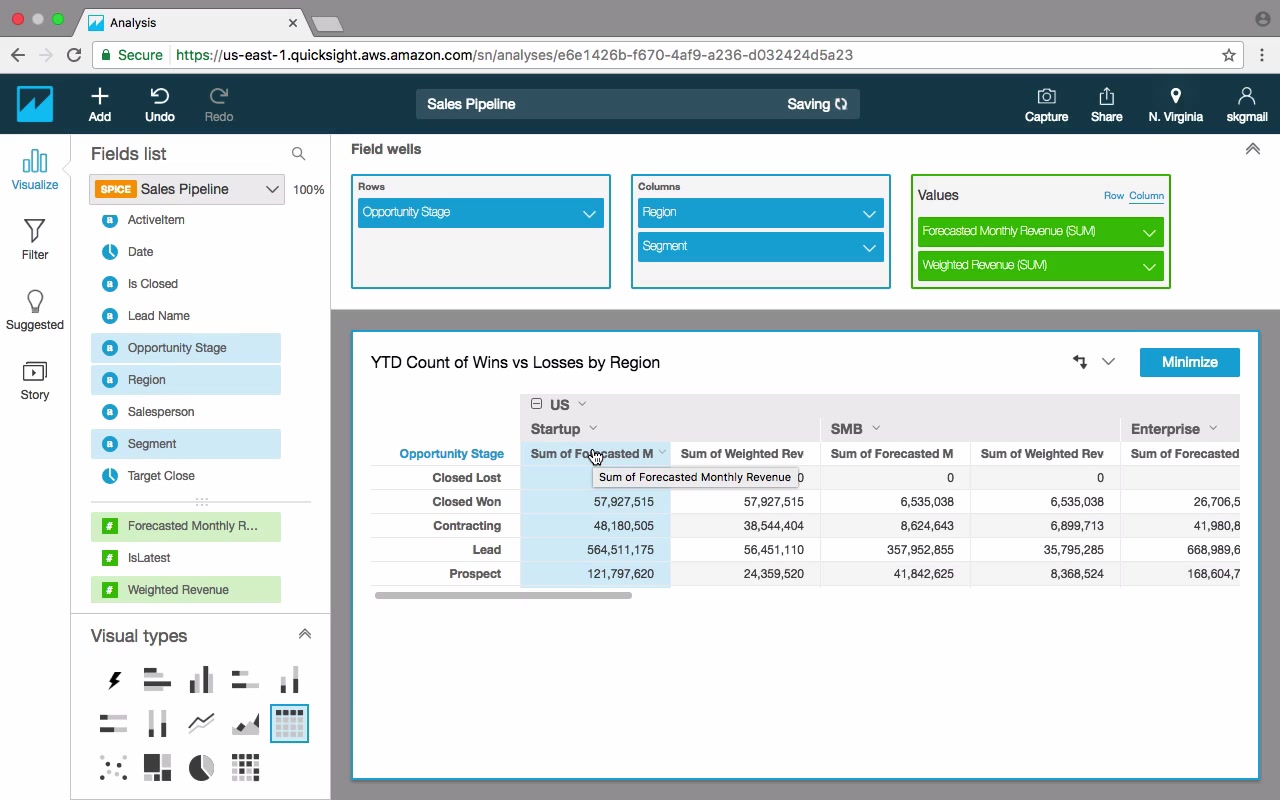 Analysis
Secure
https://us-east-1.quicksight.aws.amazon.com/sn/analyses/e6e1426b-f670-4af9-a236-d032424d5a23
Add
Undo
Redo
Sales Pipeline
Saving
Capture
Share
N. Virginia
skgmail
Visualize
Filter
Suggested
Story
Fields list
SPICE Sales Pipeline 100%
ActiveItem
Date
Is Closed
Lead Name
Opportunity Stage
Region
Salesperson
Segment
Target Close
Forecasted Monthly R...
IsLatest
Weighted Revenue
Visual types
Field wells
Rows
Opportunity Stage
Columns
Region
Segment
Values Row Column
Forecasted Monthly Revenue (SUM)
Weighted Revenue (SUM)
YTD Count of Wins vs Losses by Region
Minimize
US
Startup SMB Enterprise
Opportunity Stage Sum of Forecasted M Sum of Weighted Rev Sum of Forecasted M Sum of Weighted Rev Sum of Forecasted
Closed Lost 0 0 0
Sum of Forecasted Monthly Revenue
Closed Won 57,927,515 57,927,515 6,535,038 6,535,038 26,706,5
Contracting 48,180,505 38,544,404 8,624,643 6,899,713 41,980,8
Lead 564,511,175 56,451,110 357,952,855 35,795,285 668,989,6
Prospect 121,797,620 24,359,520 41,842,625 8,368,524 168,604,7